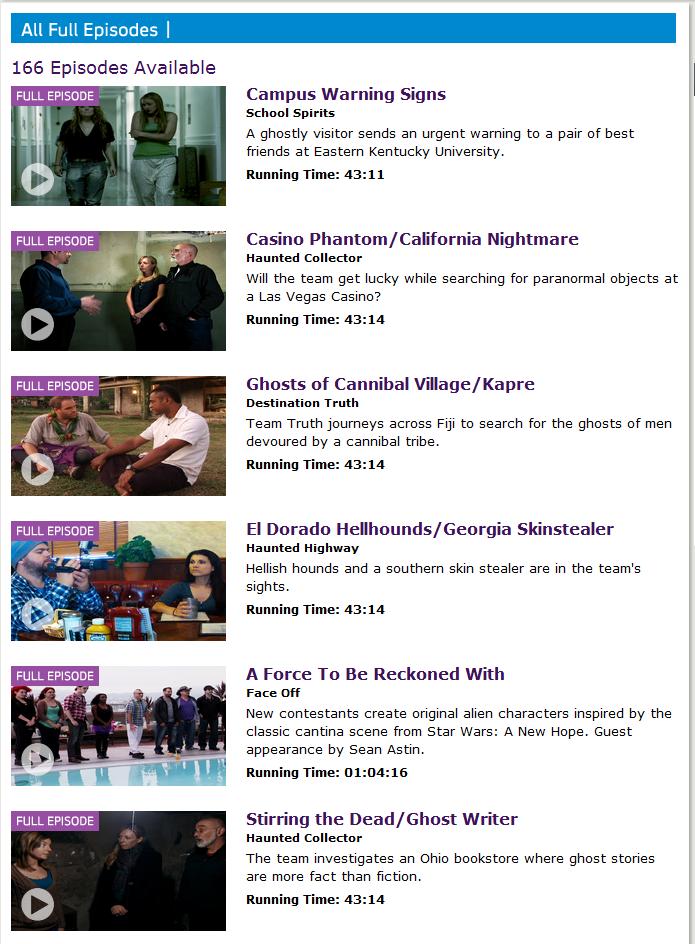 All Full Episodes |
166 Episodes Available
FULL EPISODE
Campus Warning Signs
School Spirits
A ghostly visitor sends an urgent warning to a pair of best
friends at Eastern Kentucky University.
Running Time: 43:11
FULL EPISODE
Casino Phantom/California Nightmare
Haunted Collector
Will the team get lucky while searching for paranormal objects at
a Las Vegas Casino?
Running Time: 43:14
FULL EPISODE
Ghosts of Cannibal Village/Kapre
Destination Truth
Team Truth journeys across Fiji to search for the ghosts of men
devoured by a cannibal tribe.
Running Time: 43:14
FULL EPISODE
El Dorado Hellhounds/Georgia Skinstealer
Haunted Highway
Hellish hounds and a southern skin stealer are in the team's
sights.
Running Time: 43:14
FULL EPISODE
A Force To Be Reckoned With
Face Off
New contestants create original alien characters inspired by the
classic cantina scene from Star Wars: A New Hope. Guest
appearance by Sean Astin.
Running Time: 01:04:16
FULL EPISODE
Stirring the Dead/Ghost Writer
Haunted Collector
The team investigates an Ohio bookstore where ghost stories
are more fact than fiction.
Running Time: 43:14